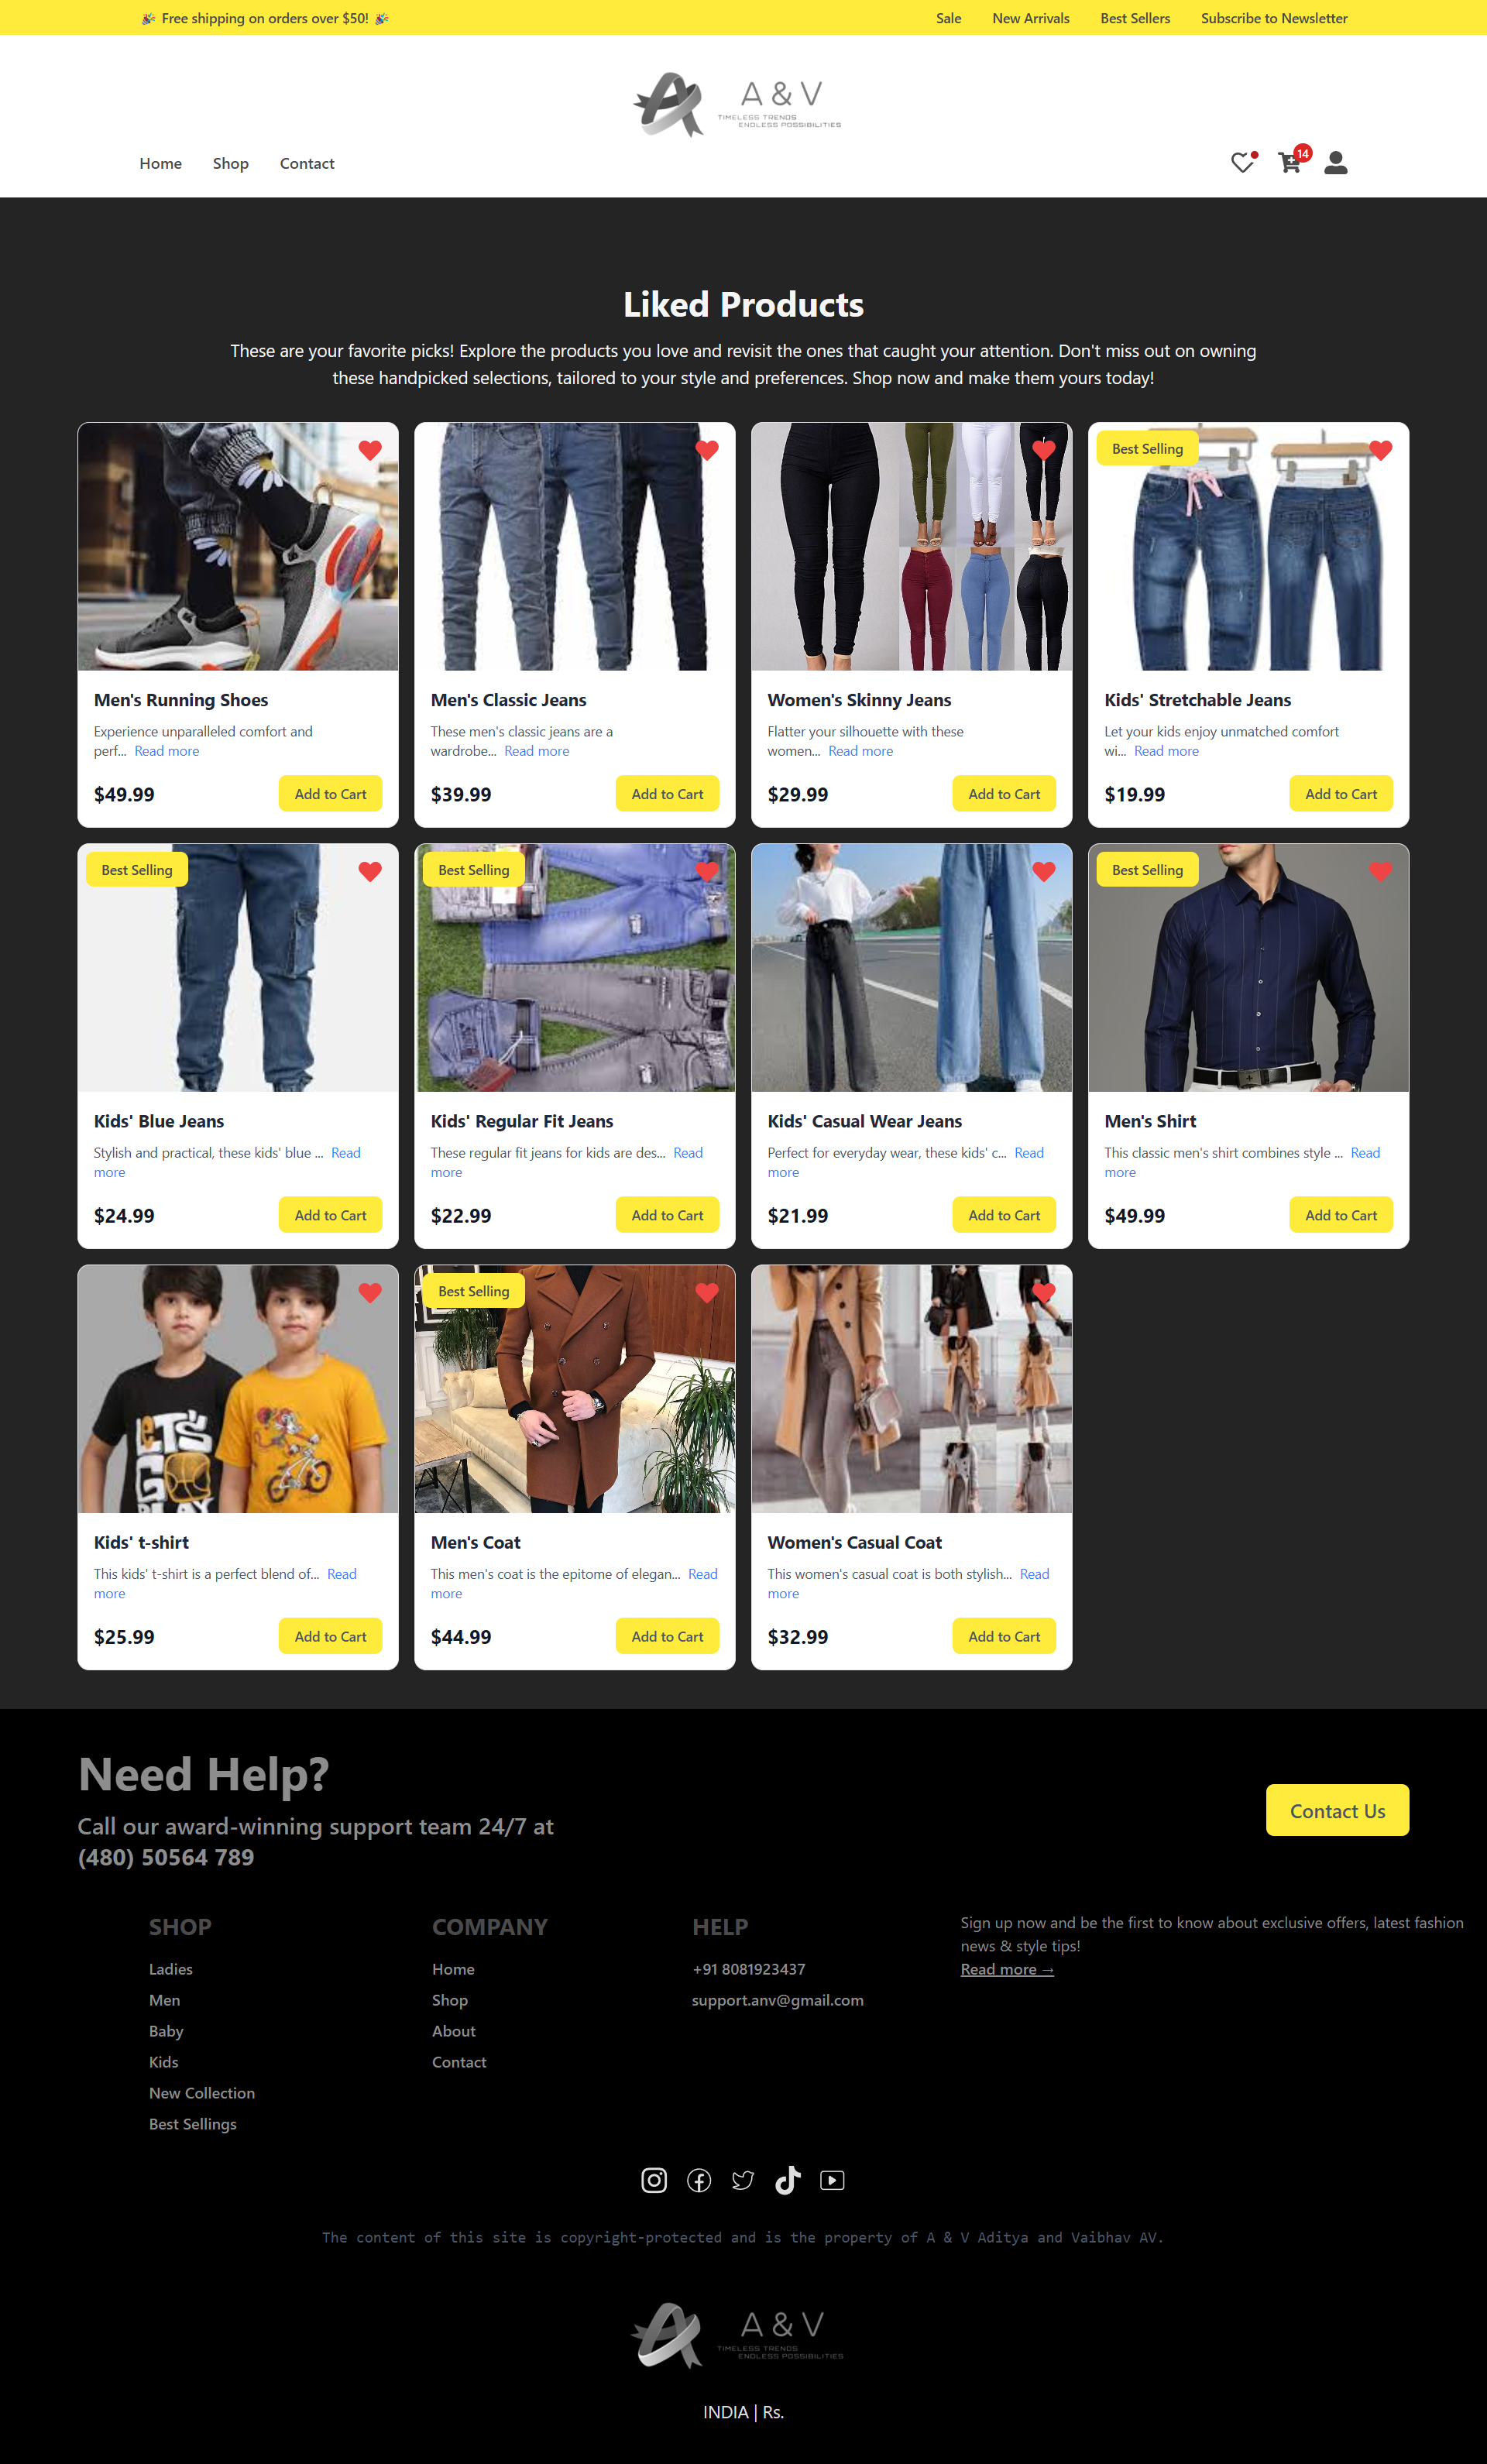 🎉 Free shipping on orders over $50! 🎉
Sale
New Arrivals
Best Sellers
Subscribe to Newsletter
A & V
TIMELESS TRENDS
ENDLESS POSSIBILITIES
Home
Shop
Contact
14
Liked Products
These are your favorite picks! Explore the products you love and revisit the ones that caught your attention. Don't miss out on owning
these handpicked selections, tailored to your style and preferences. Shop now and make them yours today!
Men's Running Shoes
Experience unparalleled comfort and
perf... Read more
$49.99
Add to Cart
Men's Classic Jeans
These men's classic jeans are a
wardrobe... Read more
$39.99
Add to Cart
Women's Skinny Jeans
Flatter your silhouette with these
women... Read more
$29.99
Add to Cart
Best Selling
Kids' Stretchable Jeans
Let your kids enjoy unmatched comfort
wi... Read more
$19.99
Add to Cart
Best Selling
Kids' Blue Jeans
Stylish and practical, these kids' blue ... Read
more
$24.99
Add to Cart
Best Selling
Kids' Regular Fit Jeans
These regular fit jeans for kids are des... Read
more
$22.99
Add to Cart
Kids' Casual Wear Jeans
Perfect for everyday wear, these kids' c... Read
more
$21.99
Add to Cart
Best Selling
Men's Shirt
This classic men's shirt combines style ... Read
more
$49.99
Add to Cart
LET'S
GO
PLAY
Kids' t-shirt
This kids' t-shirt is a perfect blend of... Read
more
$25.99
Add to Cart
Best Selling
Men's Coat
This men's coat is the epitome of elegan... Read
more
$44.99
Add to Cart
Women's Casual Coat
This women's casual coat is both stylish... Read
more
$32.99
Add to Cart
Need Help?
Call our award-winning support team 24/7 at
(480) 50564 789
Contact Us
SHOP
Ladies
Men
Baby
Kids
New Collection
Best Sellings
COMPANY
Home
Shop
About
Contact
HELP
+91 8081923437
support.anv@gmail.com
Sign up now and be the first to know about exclusive offers, latest fashion
news & style tips!
Read more →
The content of this site is copyright-protected and is the property of A & V Aditya and Vaibhav AV.
A & V
TIMELESS TRENDS
ENDLESS POSSIBILITIES
INDIA | Rs.